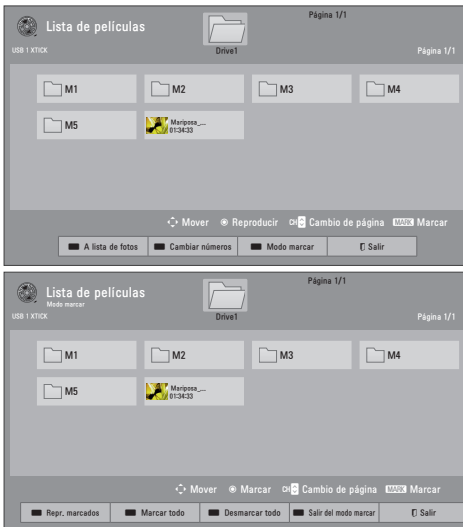 Página 1/1
Lista de películas
USB 1 XTICK
Drive1
Página 1/1
M1
M2
M3
M4
M5
Mariposa_...
01:34:33
Mover
Reproducír
CH
Cambio de página
MARK
Marcar
A lista de fotos
Cambiar números
Modo marcar
Salir
Página 1/1
Lista de películas
Modo marcar
USB 1 XTICK
Drive1
Página 1/1
M1
M2
M3
M4
M5
Mariposa_...
01:34:33
Mover
Marcar
CH
Cambio de página
MARK
Marcar
Repr. marcados
Marcar todo
Desmarcar todo
Salir del modo marcar
Salir